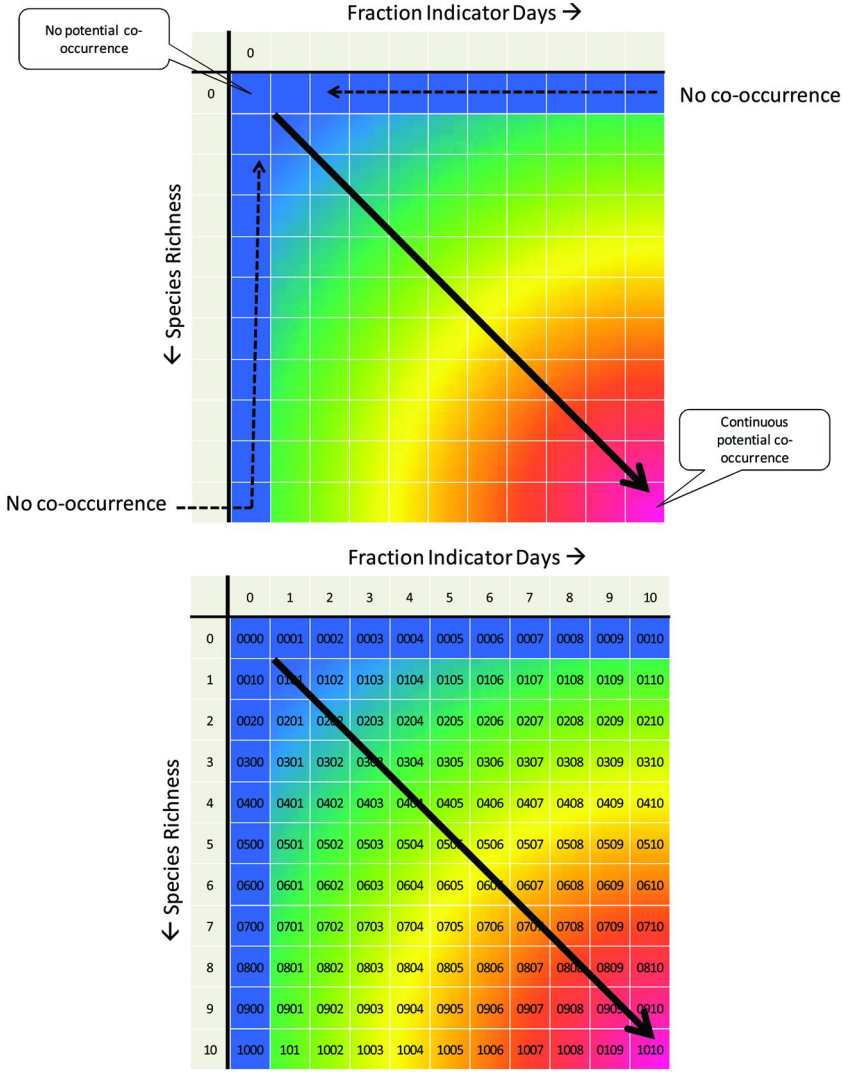 Fraction Indicator Days →
No potential co-
occurrence
0
0
No co-occurrence
← Species Richness
Continuous
potential co-
occurrence
No co-occurrence
Fraction Indicator Days →
0 1 2 3 4 5 6 7 8 9 10
0 0000 0001 0002 0003 0004 0005 0006 0007 0008 0009 0010
1 0010 0102 0103 0104 0105 0106 0107 0108 0109 0110
2 0020 0201 0203 0204 0205 0206 0207 0208 0209 0210
3 0300 0301 0302 0304 0305 0306 0307 0308 0309 0310
4 0400 0401 0402 0403 0405 0406 0407 0408 0409 0410
5 0500 0501 0502 0503 0504 0506 0507 0508 0509 0510
6 0600 0601 0602 0603 0604 0605 0607 0608 0609 0610
7 0700 0701 0702 0703 0704 0705 0706 0708 0709 0710
8 0800 0801 0802 0803 0804 0805 0806 0807 0809 0810
9 0900 0901 0902 0903 0904 0905 0906 0907 0908 0910
10 1000 101 1002 1003 1004 1005 1006 1007 1008 0109 1010
← Species Richness